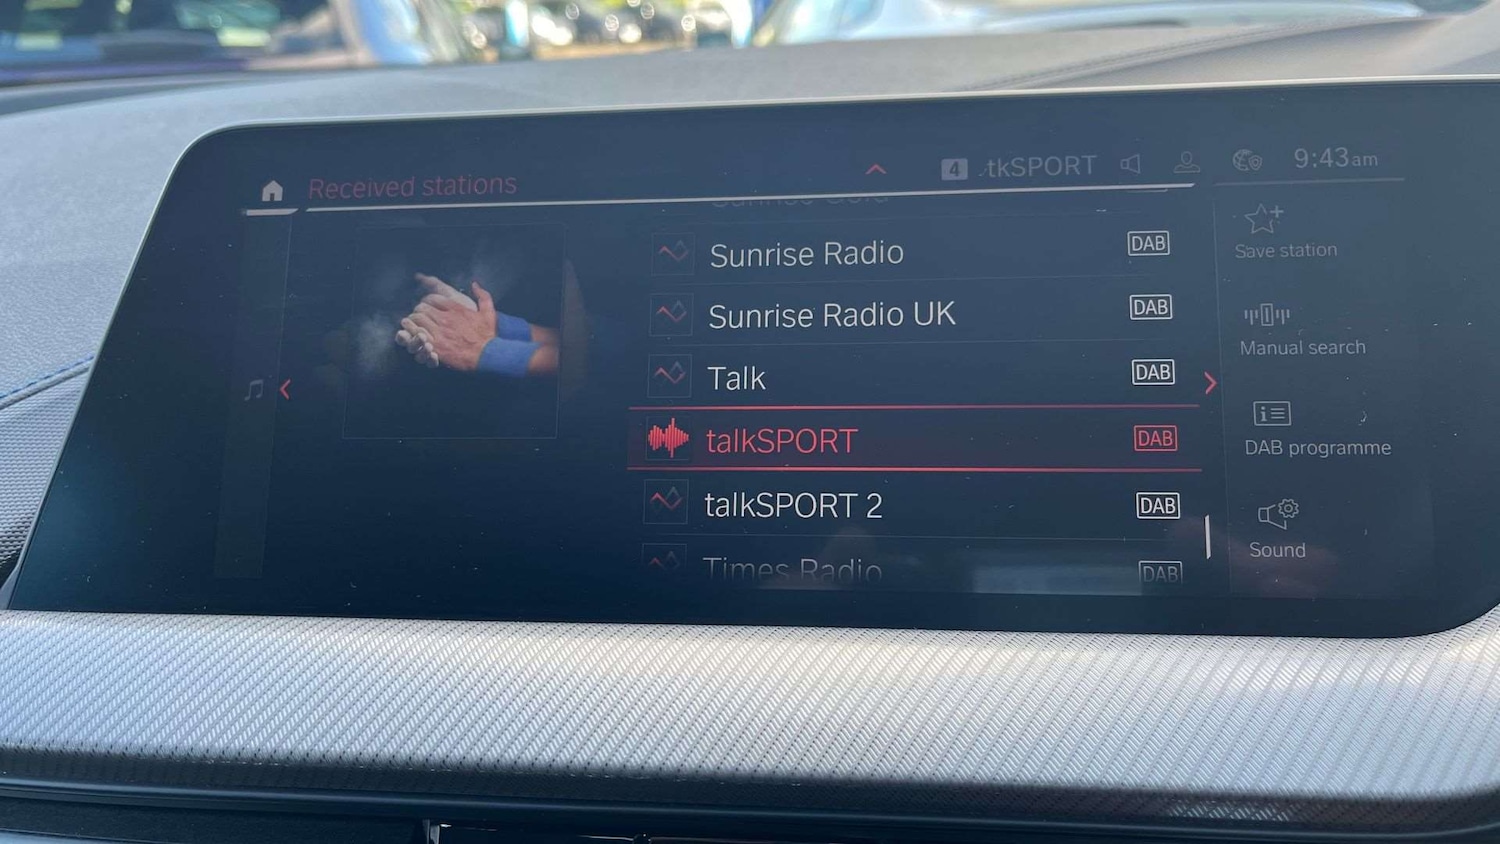 Received stations
4 tkSPORT
9:43am
Sunrise Radio DAB
Sunrise Radio UK DAB
Talk DAB
talkSPORT DAB
talkSPORT 2 DAB
Times Radio DAB
Save station
Manual search
DAB programme
Sound